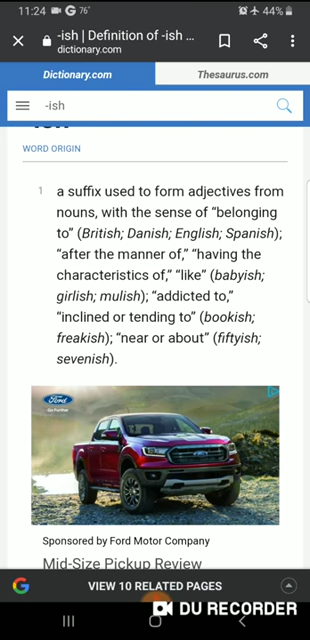 11:24 G 76° 44%
-ish | Definition of -ish ...
dictionary.com
Dictionary.com Thesaurus.com
-ish
-ish
WORD ORIGIN
1 a suffix used to form adjectives from
nouns, with the sense of “belonging
to” (British; Danish; English; Spanish);
“after the manner of,” “having the
characteristics of,” “like” (babyish;
girlish; mulish); “addicted to,”
“inclined or tending to” (bookish;
freakish); “near or about” (fiftyish;
sevenish).
Ford
Go Further
Sponsored by Ford Motor Company
Mid-Size Pickup Review
G VIEW 10 RELATED PAGES
DU RECORDER